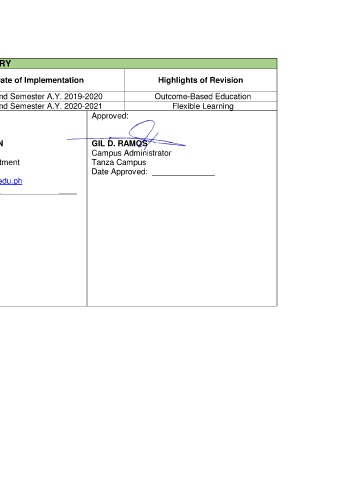 RY
ate of Implementation Highlights of Revision
nd Semester A.Y. 2019-2020 Outcome-Based Education
nd Semester A.Y. 2020-2021 Flexible Learning
Approved:
N GIL D. RAMOS
Campus Administrator
tment Tanza Campus
Date Approved: _______________
edu.ph